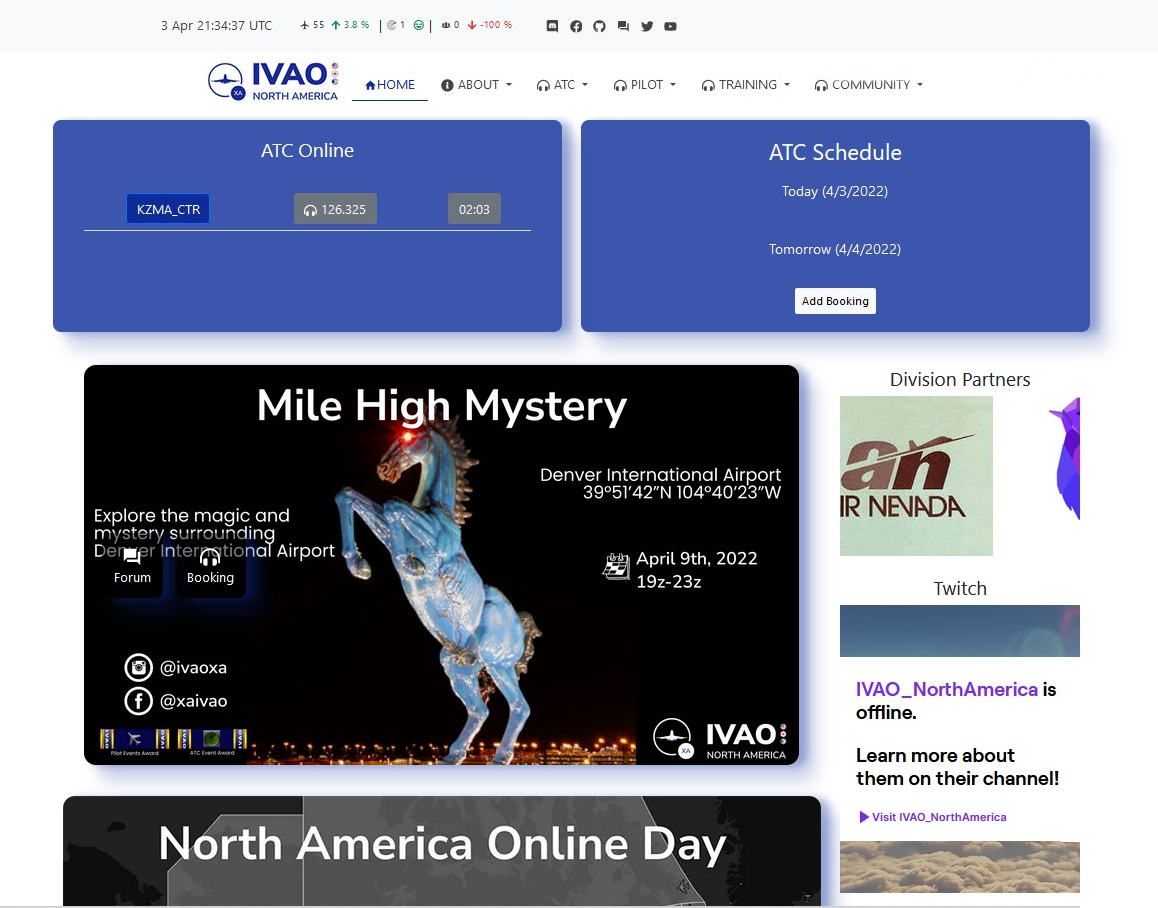 3 Apr 21:34:37 UTC 55 3.8 % | 1 | 0 -100 %
IVAO
XA
NORTH AMERICA
HOME ABOUT ATC PILOT TRAINING COMMUNITY
ATC Online
KZMA_CTR 126.325 02:03
ATC Schedule
Today (4/3/2022)
Tomorrow (4/4/2022)
Add Booking
Mile High Mystery
Denver International Airport
39°51'42”N 104°40'23”W
Explore the magic and
mystery surrounding
Denver International Airport
Forum
Booking
April 9th, 2022
19z-23z
@ivaoxa
@xaivao
IVAO IVAO IVAO IVAO
Pilot Events Award ATC Event Award
IVAO
XA
NORTH AMERICA
Division Partners
an
IR NEVADA
Twitch
IVAO_NorthAmerica is
offline.
Learn more about
them on their channel!
Visit IVAO_NorthAmerica
North America Online Day